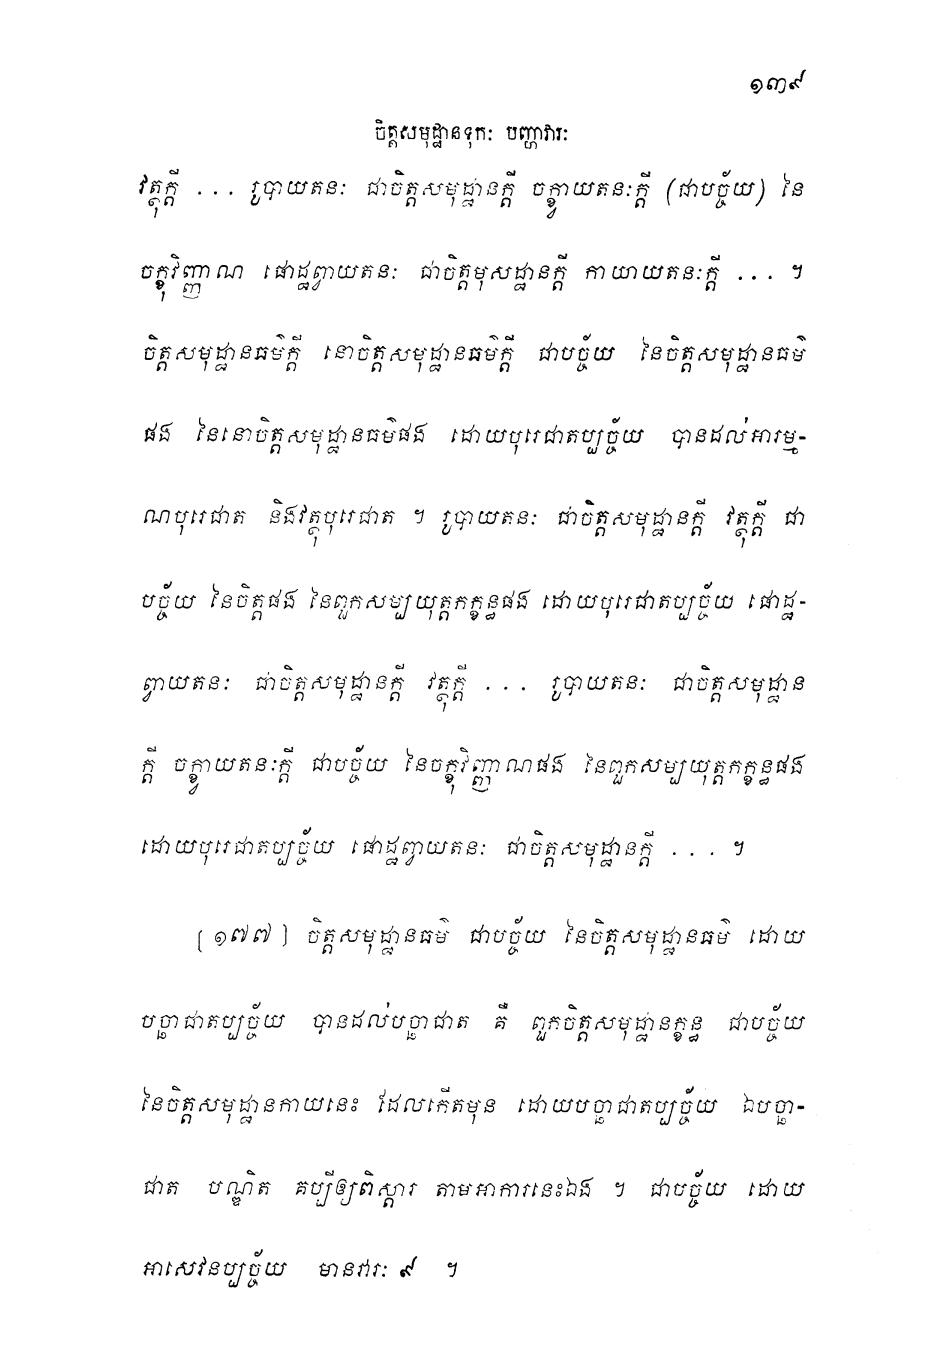 ១៣៩
ចិត្តសមុដ្ឋានទុកៈ បញ្ហាវារៈ
វត្ថុក្តី ... រូបាយតនៈ ជាចិត្តសមុដ្ឋានក្តី ចក្ខាយតនៈក្តី (ជាបច្ច័យ) នៃ
ចក្ខុវិញ្ញាណ ផោដ្ឋព្វាយតនៈ ជាចិត្តមុសដ្ឋានក្តី កាយាយតនៈក្តី ... ។
ចិត្តសមុដ្ឋានធម៌ក្តី នោចិត្តសមុដ្ឋានធម៌ក្តី ជាបច្ច័យ នៃចិត្តសមុដ្ឋានធម៌
ផង នៃនោចិត្តសមុដ្ឋានធម៌ផង ដោយបុរេជាតប្បច្ច័យ បានដល់អារម្ម-
ណបុរេជាត និងវត្ថុបុរេជាត ។ រូបាយតនៈ ជាចិត្តសមុដ្ឋានក្តី វត្ថុក្តី ជា
បច្ច័យ នៃចិត្តផង នៃពួកសម្បយុត្តកក្ខន្ធផង ដោយបុរេជាតប្បច្ច័យ ផោដ្ឋ-
ព្វាយតនៈ ជាចិត្តសមុដ្ឋានក្តី វត្ថុក្តី ... រូបាយតនៈ ជាចិត្តសមុដ្ឋាន
ក្តី ចក្ខាយតនៈក្តី ជាបច្ច័យ នៃចក្ខុវិញ្ញាណផង នៃពួកសម្បយុត្តកក្ខន្ធផង
ដោយបុរេជាតប្បច្ច័យ ផោដ្ឋព្វាយតនៈ ជាចិត្តសមុដ្ឋានក្តី ... ។
[១៧៧] ចិត្តសមុដ្ឋានធម៌ ជាបច្ច័យ នៃចិត្តសមុដ្ឋានធម៌ ដោយ
បច្ឆាជាតប្បច្ច័យ បានដល់បច្ឆាជាត គឺ ពួកចិត្តសមុដ្ឋានក្ខន្ធ ជាបច្ច័យ
នៃចិត្តសមុដ្ឋានកាយនេះ ដែលកើតមុន ដោយបច្ឆាជាតប្បច្ច័យ ឯបច្ឆា-
ជាត បណ្ឌិត គប្បីឲ្យពិស្តារ តាមអាការនេះឯង ។ ជាបច្ច័យ ដោយ
អាសេវនប្បច្ច័យ មានវារៈ ៩ ។